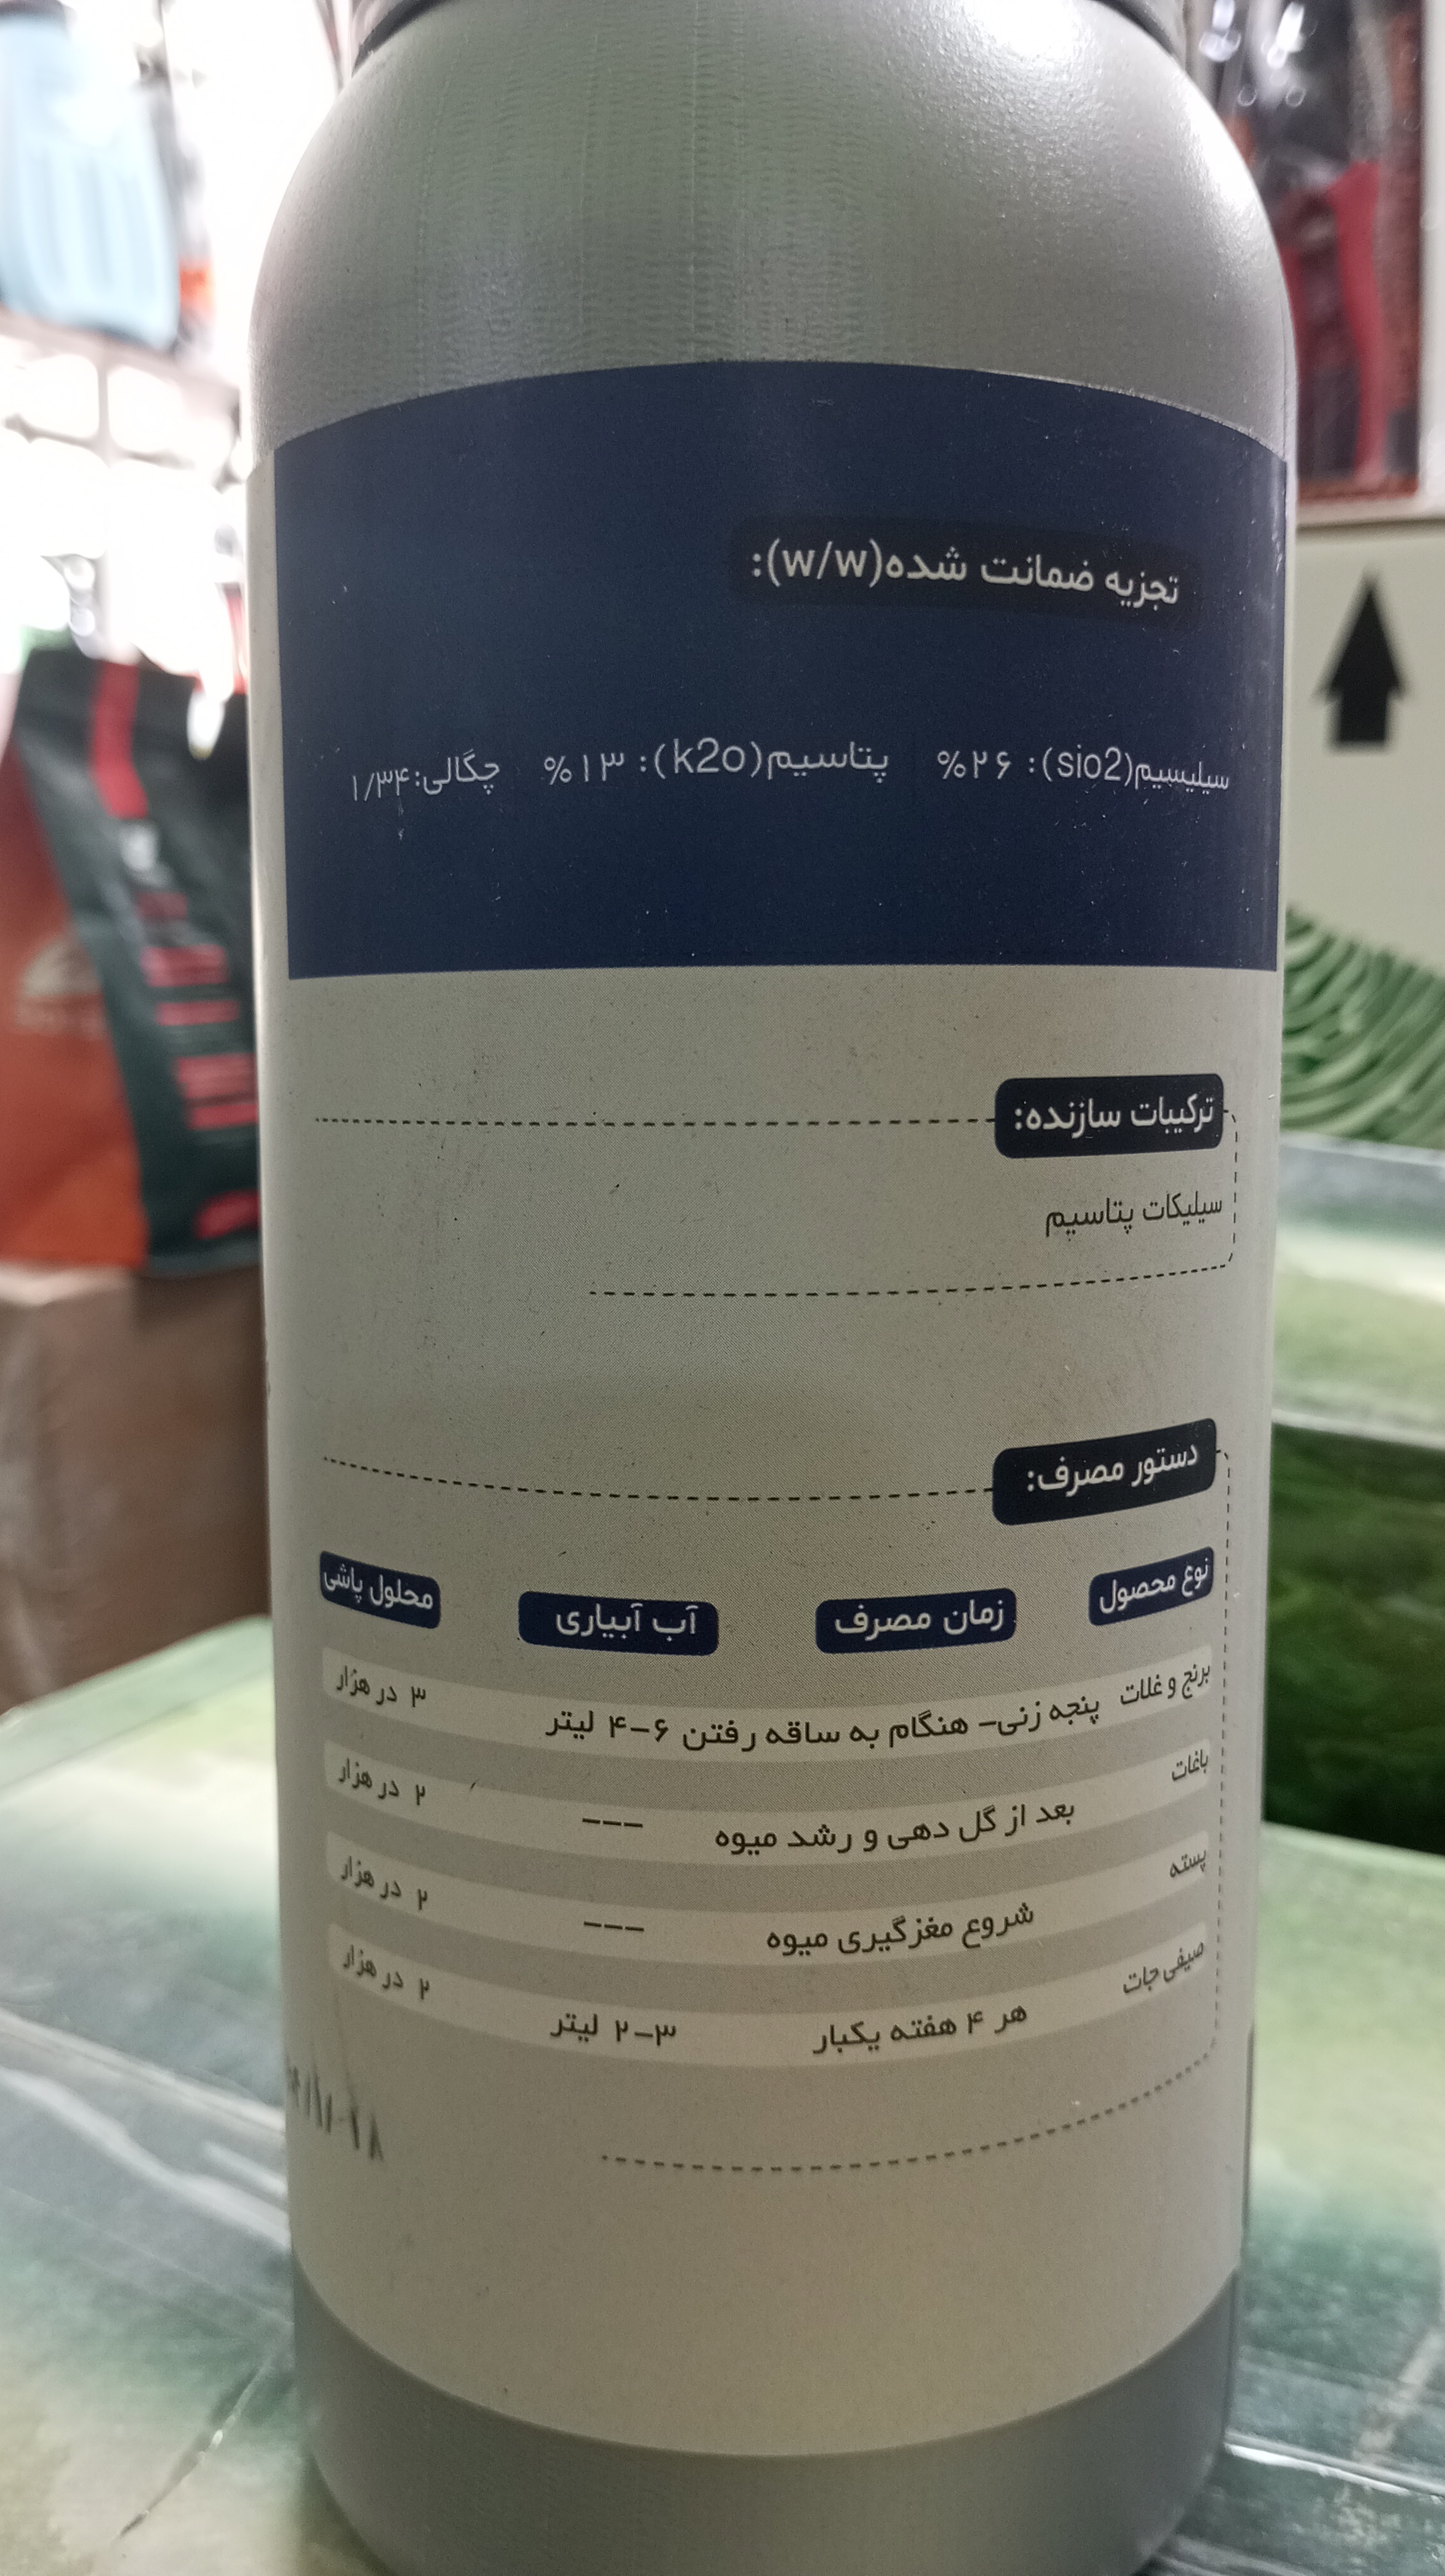 تجزیه ضمانت شده(w/w):
سیلیسیم(sio2): ۲۶% پتاسیم(k2o): ۱۳% چگالی:۱/۳۴
ترکیبات سازنده:
سیلیکات پتاسیم
دستور مصرف:
نوع محصول زمان مصرف آب آبیاری محلول پاشی
برنج و غلات پنجه زنی- هنگام به ساقه رفتن ۴-۶ لیتر ۳ در هزار
باغات بعد از گل دهی و رشد میوه --- ۲ در هزار
پسته شروع مغزگیری میوه --- ۲ در هزار
صیفی جات هر ۴ هفته یکبار ۲-۳ لیتر ۲ در هزار